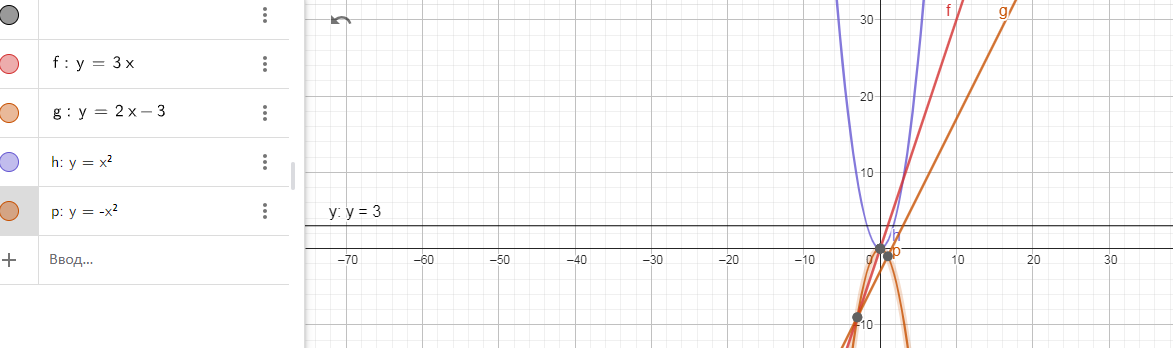 f : y = 3 x
g : y = 2 x − 3
h: y = x²
p: y = -x²
Ввод...
f
g
30
20
10
y: y = 3
h
p
−70
−60
−50
−40
−30
−20
−10
0
10
20
30
−10